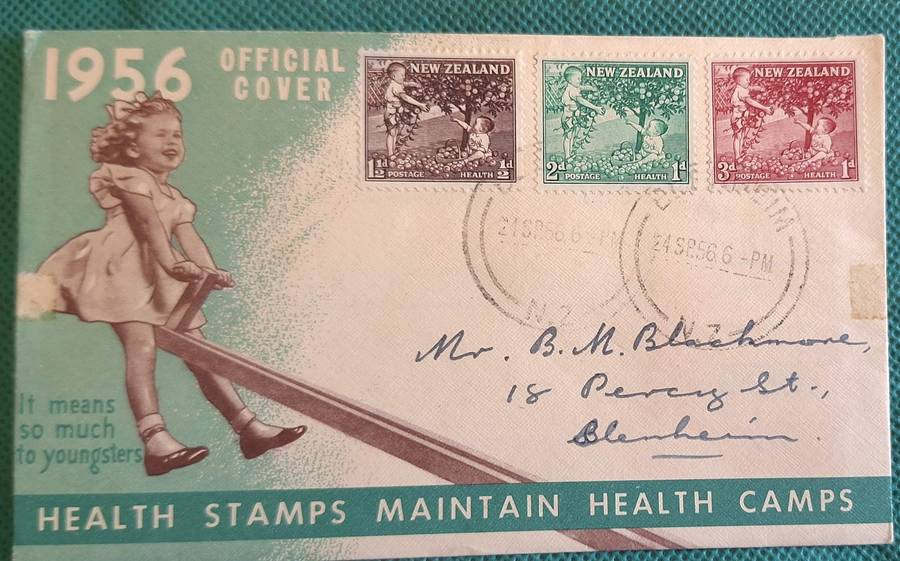 1956
OFFICIAL
COVER
NEW ZEALAND
1½d POSTAGE HEALTH ½d
NEW ZEALAND
2d POSTAGE HEALTH 1d
NEW ZEALAND
3d POSTAGE HEALTH 1d
24 SP.56 6 -PM
N.Z
24 SP.56 6 -PM
N.Z
Mr. B. M. Blackmore,
18 Percy St.,
Blenheim.
It means
so much
to youngsters
HEALTH STAMPS MAINTAIN HEALTH CAMPS